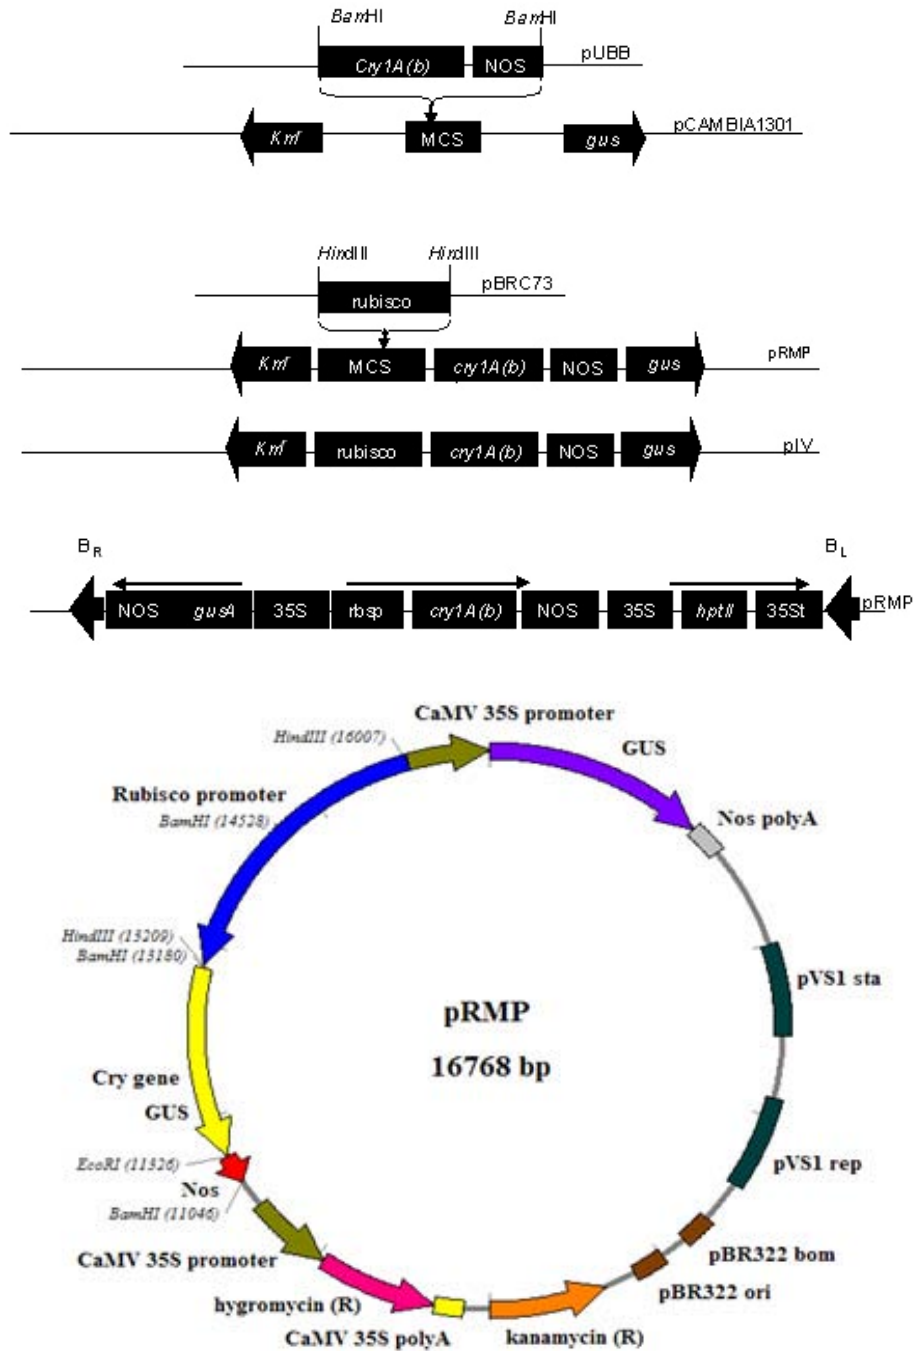 BamHI BamHI
Cry1A(b) NOS pUBB
Kmr MCS gus pCAMBIA1301
HindIII HindIII
rubisco pBRC73
Kmr MCS cry1A(b) NOS gus pRMP
Kmr rubisco cry1A(b) NOS gus pIV
BR BL
NOS gusA 35S rbsp cry1A(b) NOS 35S hptII 35St pRMP
CaMV 35S promoter
HindIII (16007)
GUS
Rubisco promoter
BamHI (14528)
Nos polyA
HindIII (13209)
BamHI (13180)
pVS1 sta
pRMP
16768 bp
Cry gene
GUS
EcoRI (11326)
Nos
BamHI (11046)
pVS1 rep
CaMV 35S promoter
pBR322 bom
pBR322 ori
hygromycin (R)
CaMV 35S polyA
kanamycin (R)